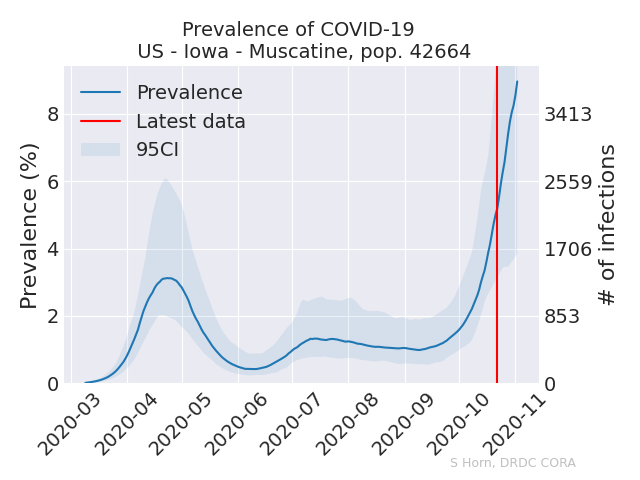 Prevalence of COVID-19
US - Iowa - Muscatine, pop. 42664
Prevalence
Latest data
95CI
Prevalence (%)
8
6
4
2
0
3413
2559
1706
853
0
# of infections
2020-03
2020-04
2020-05
2020-06
2020-07
2020-08
2020-09
2020-10
2020-11
S Horn, DRDC CORA